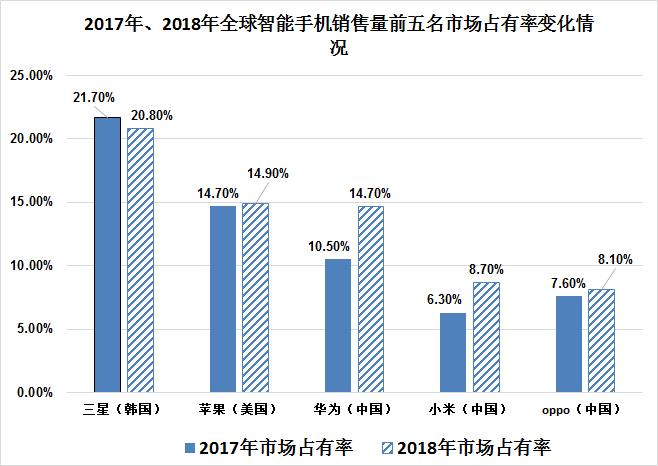 2017年、2018年全球智能手机销售量前五名市场占有率变化情
况
25.00%
20.00%
15.00%
10.00%
5.00%
0.00%
21.70%
20.80%
14.70%
14.90%
10.50%
14.70%
6.30%
8.70%
7.60%
8.10%
三星（韩国）
苹果（美国）
华为（中国）
小米（中国）
oppo（中国）
2017年市场占有率
2018年市场占有率